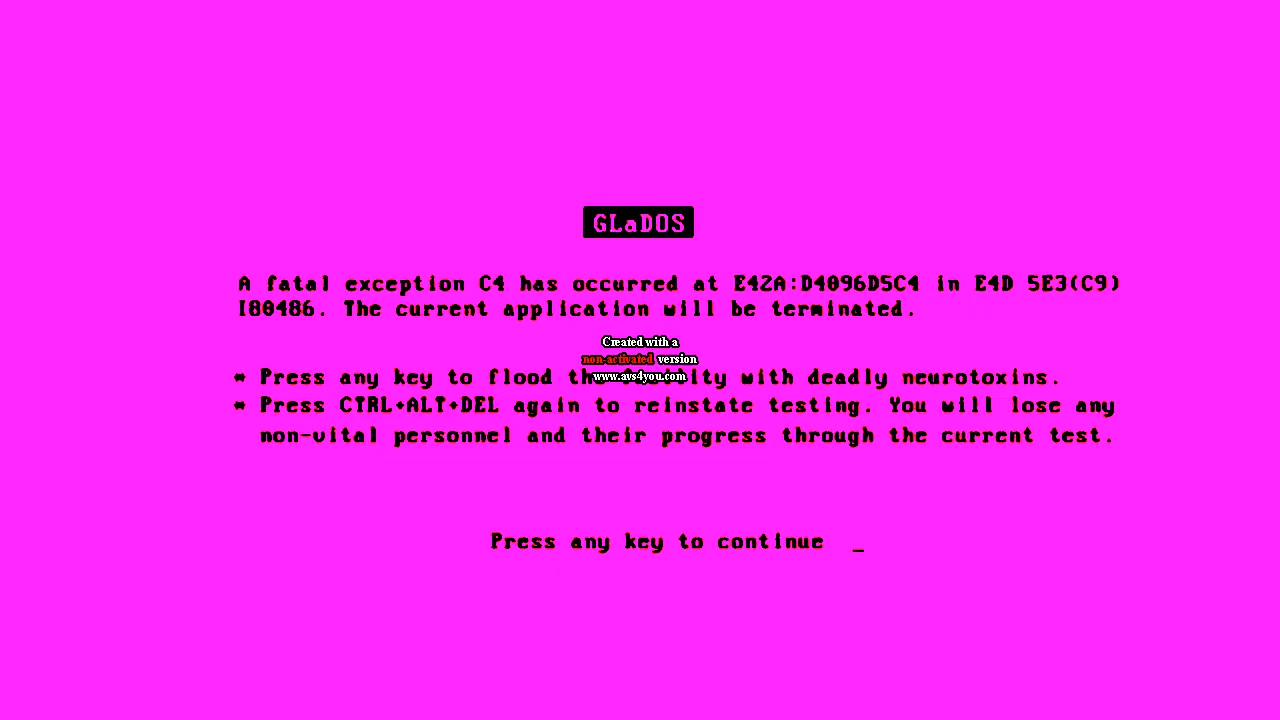 GLaDOS
A fatal exception C4 has occurred at E42A:D4096D5C4 in E4D 5E3(C9)
I80486. The current application will be terminated.
Created with a
non-activated version
www.avs4you.com
* Press any key to flood with deadly neurotoxins.
* Press CTRL+ALT+DEL again to reinstate testing. You will lose any
non-vital personnel and their progress through the current test.
Press any key to continue _